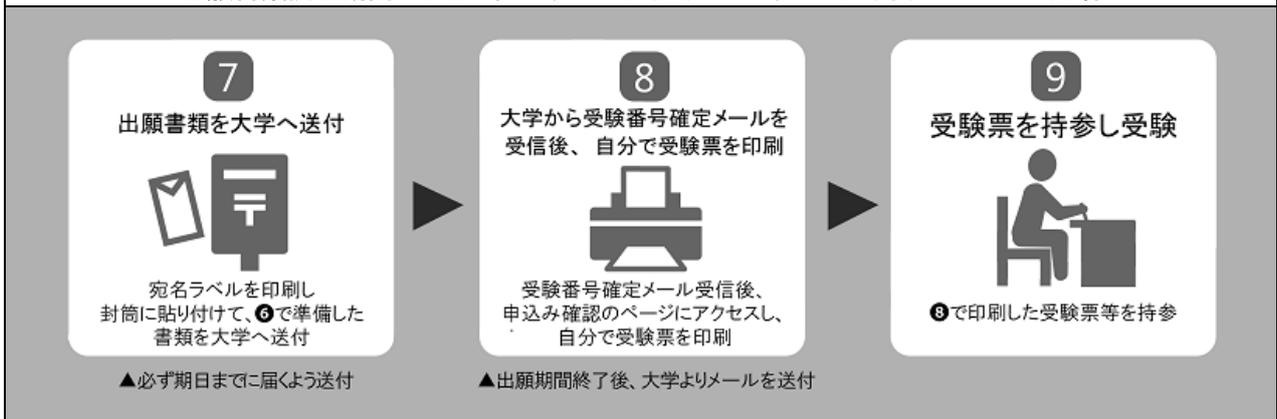 7
出願書類を大学へ送付
〒
宛名ラベルを印刷し
封筒に貼り付けて、❻で準備した
書類を大学へ送付
▲必ず期日までに届くよう送付
8
大学から受験番号確定メールを
受信後、自分で受験票を印刷
受験番号確定メール受信後、
申込み確認のページにアクセスし、
自分で受験票を印刷
▲出願期間終了後、大学よりメールを送付
9
受験票を持参し受験
❽で印刷した受験票等を持参